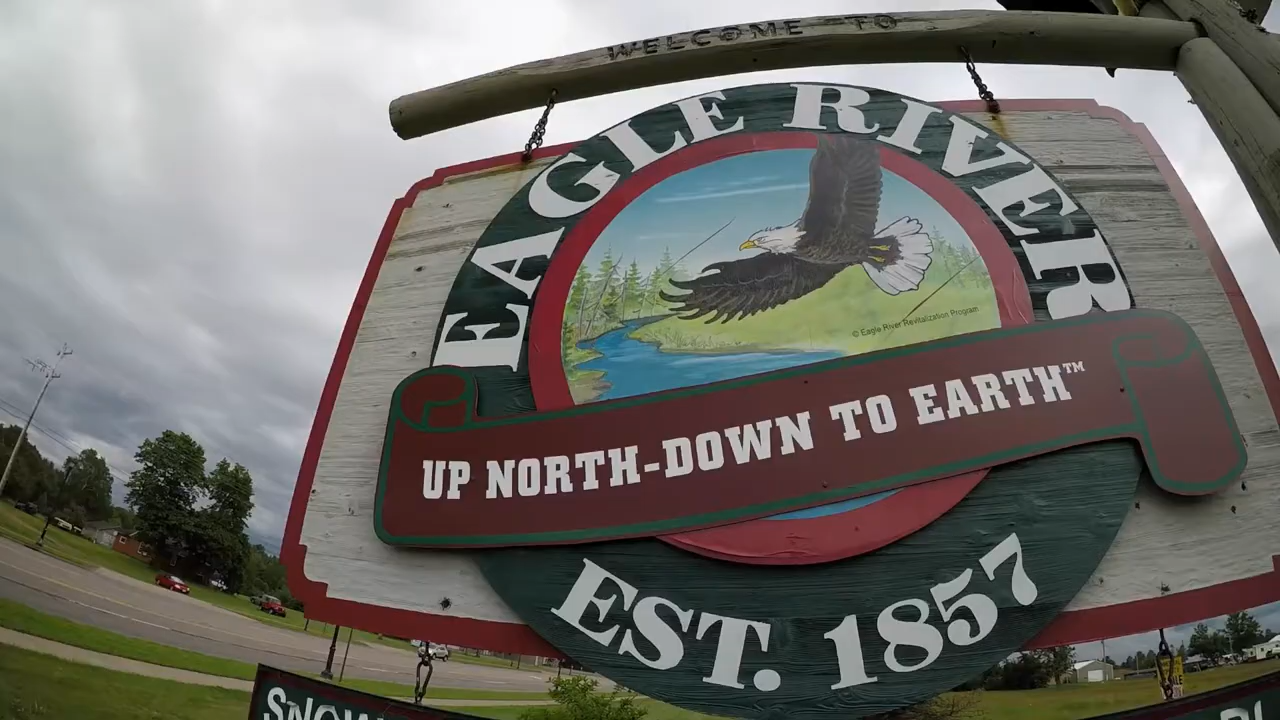 WELCOME TO
EAGLE RIVER
© Eagle River Revitalization Program
UP NORTH-DOWN TO EARTH™
EST. 1857